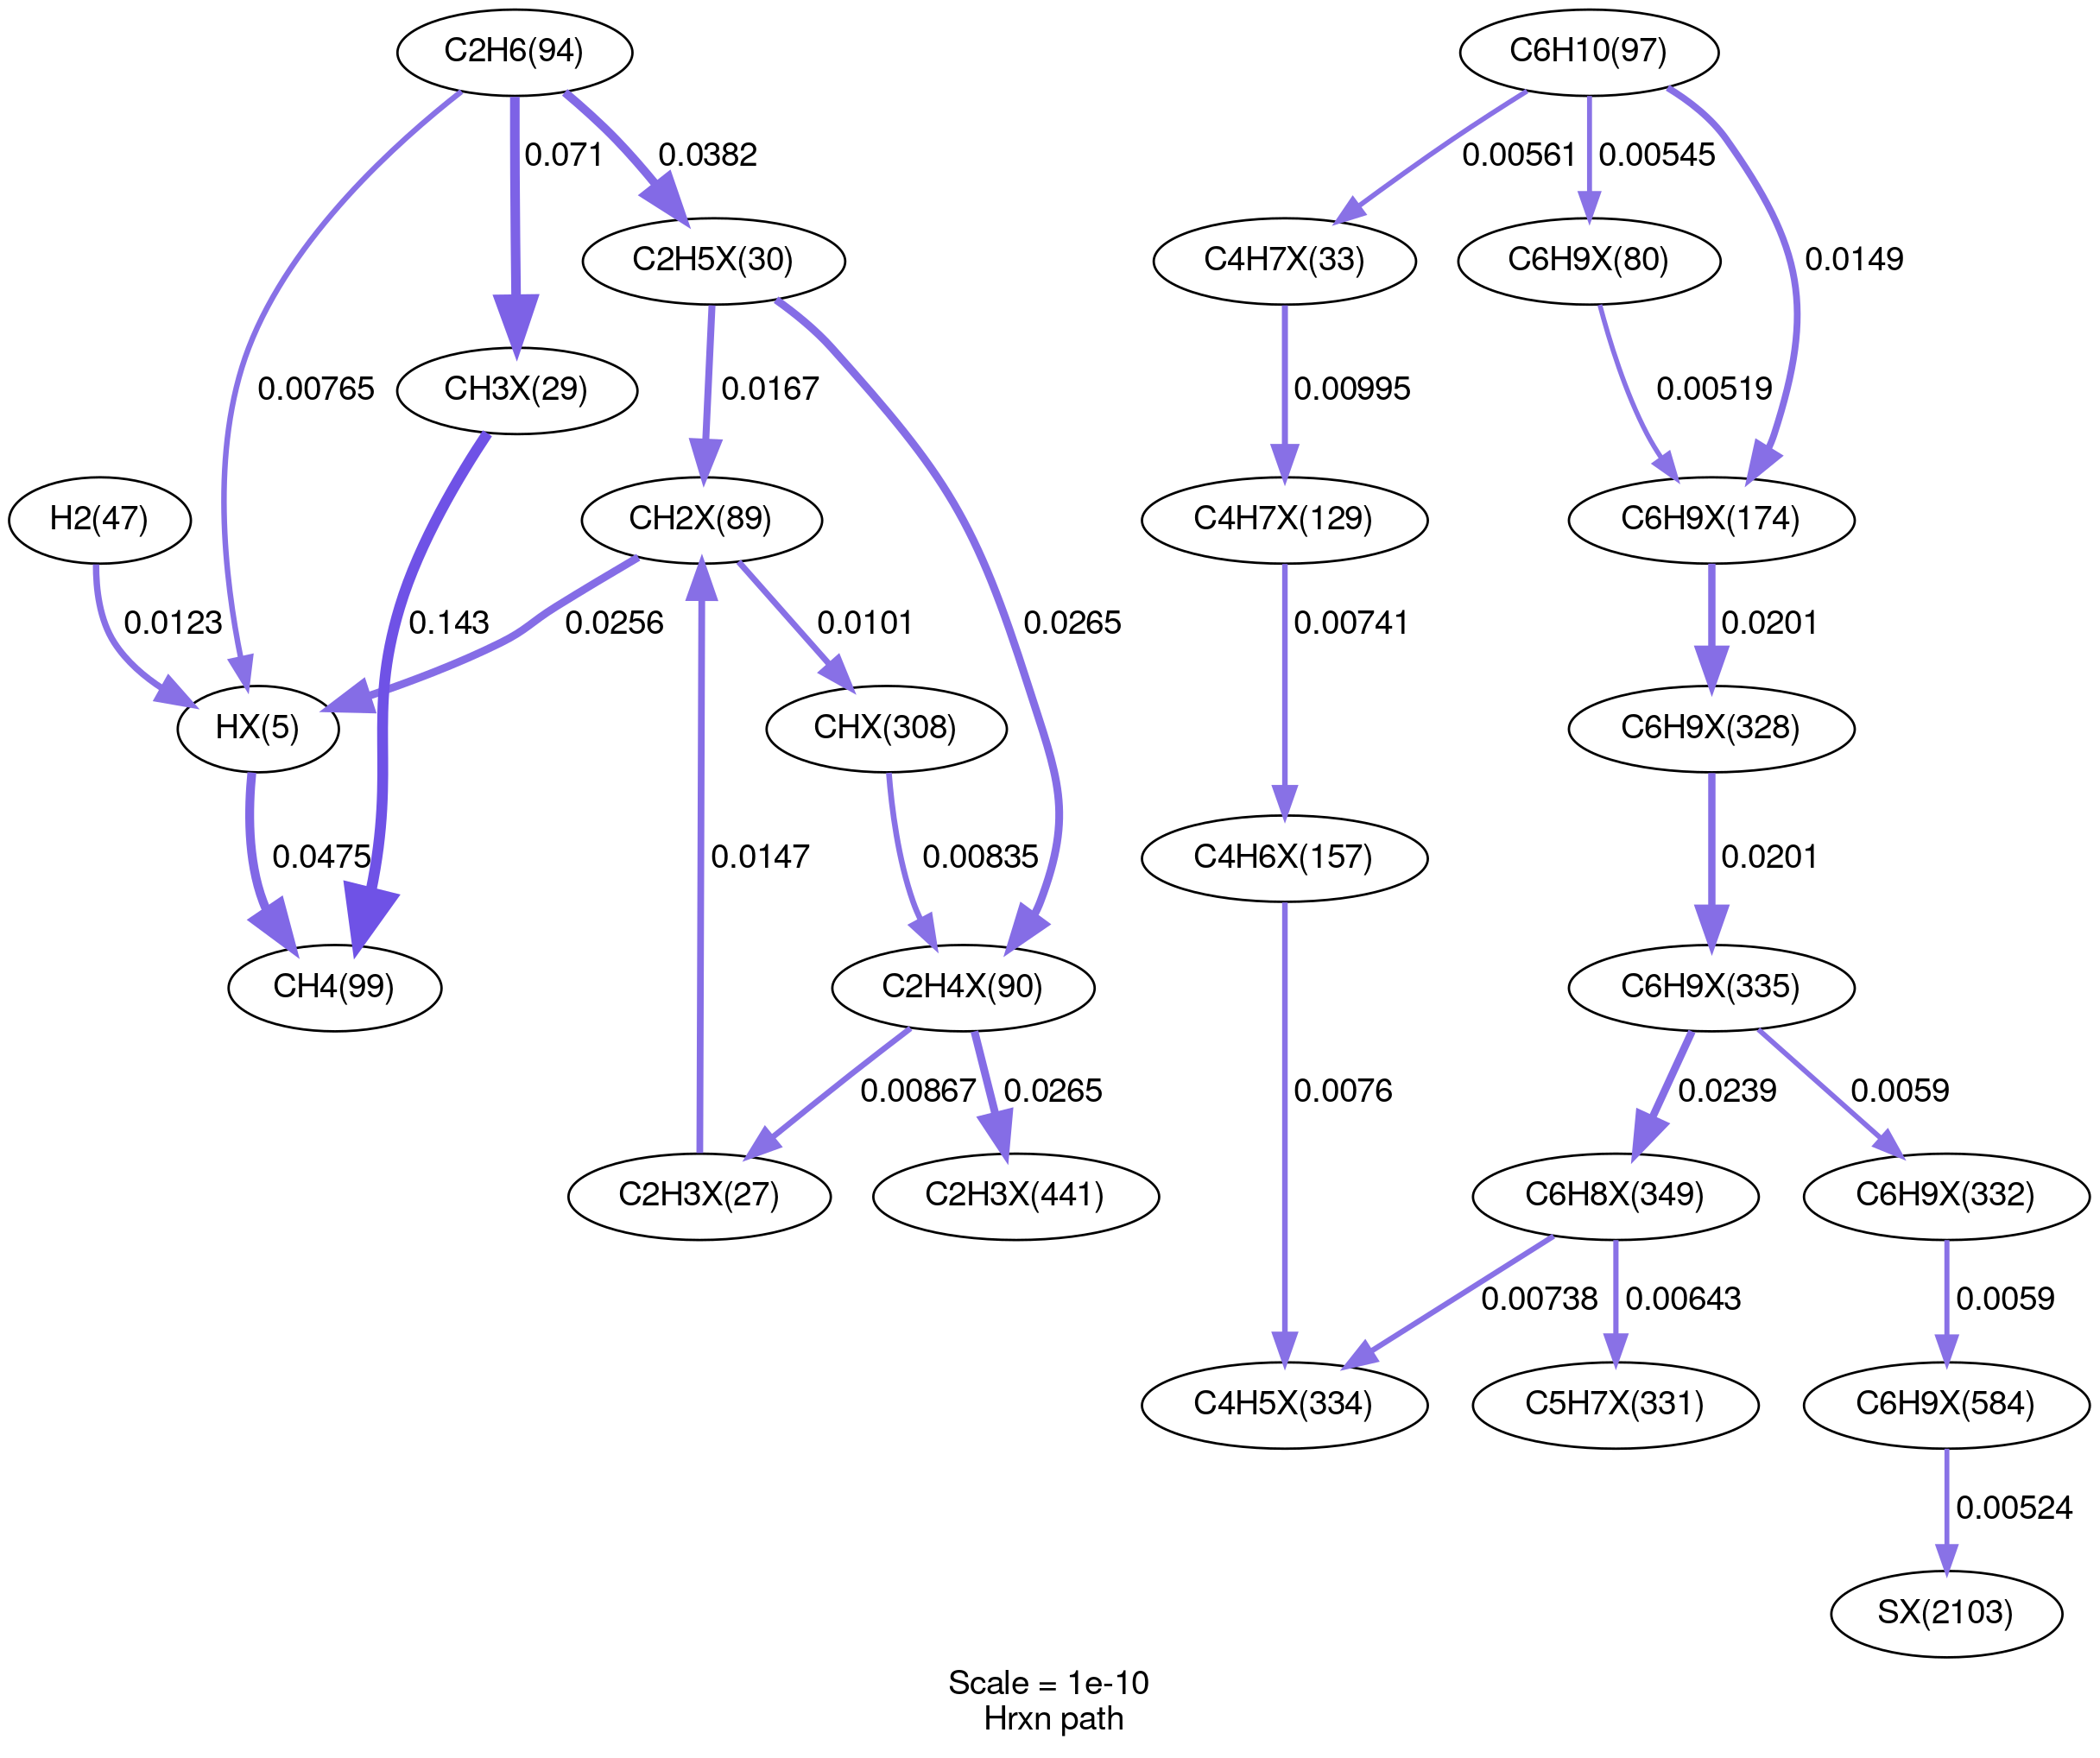 C2H6(94)
C6H10(97)
0.071
0.0382
0.00561
0.00545
C2H5X(30)
C4H7X(33)
C6H9X(80)
0.0149
0.00765
CH3X(29)
0.0167
0.00995
0.00519
H2(47)
CH2X(89)
C4H7X(129)
C6H9X(174)
0.0123
0.143
0.0256
0.0101
0.0265
0.00741
0.0201
HX(5)
CHX(308)
C6H9X(328)
0.0475
0.0147
0.00835
C4H6X(157)
0.0201
CH4(99)
C2H4X(90)
C6H9X(335)
0.00867
0.0265
0.0076
0.0239
0.0059
C2H3X(27)
C2H3X(441)
C6H8X(349)
C6H9X(332)
0.00738
0.00643
0.0059
C4H5X(334)
C5H7X(331)
C6H9X(584)
0.00524
SX(2103)
Scale = 1e-10
Hrxn path